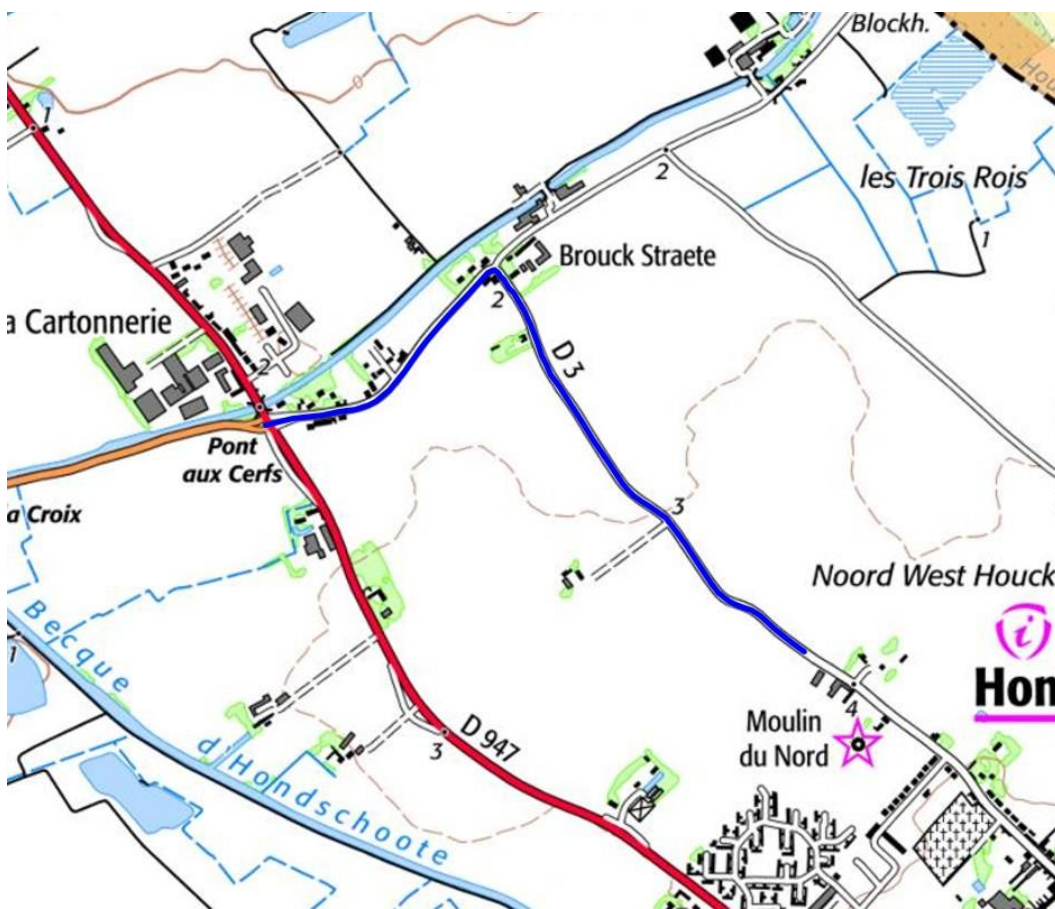 Blockh.
1
0
2
les Trois Rois
1
Brouck Straete
2
a Cartonnerie
2
D 3
Pont
aux Cerfs
a Croix
3
Noord West Houck
Becque
d'Hondschoote
1
i
Hon
4
Moulin
du Nord
D 947
3